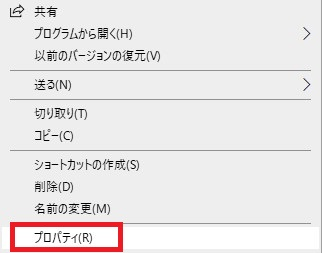 共有
プログラムから開く(H)
以前のバージョンの復元(V)
送る(N)
切り取り(T)
コピー(C)
ショートカットの作成(S)
削除(D)
名前の変更(M)
プロパティ(R)